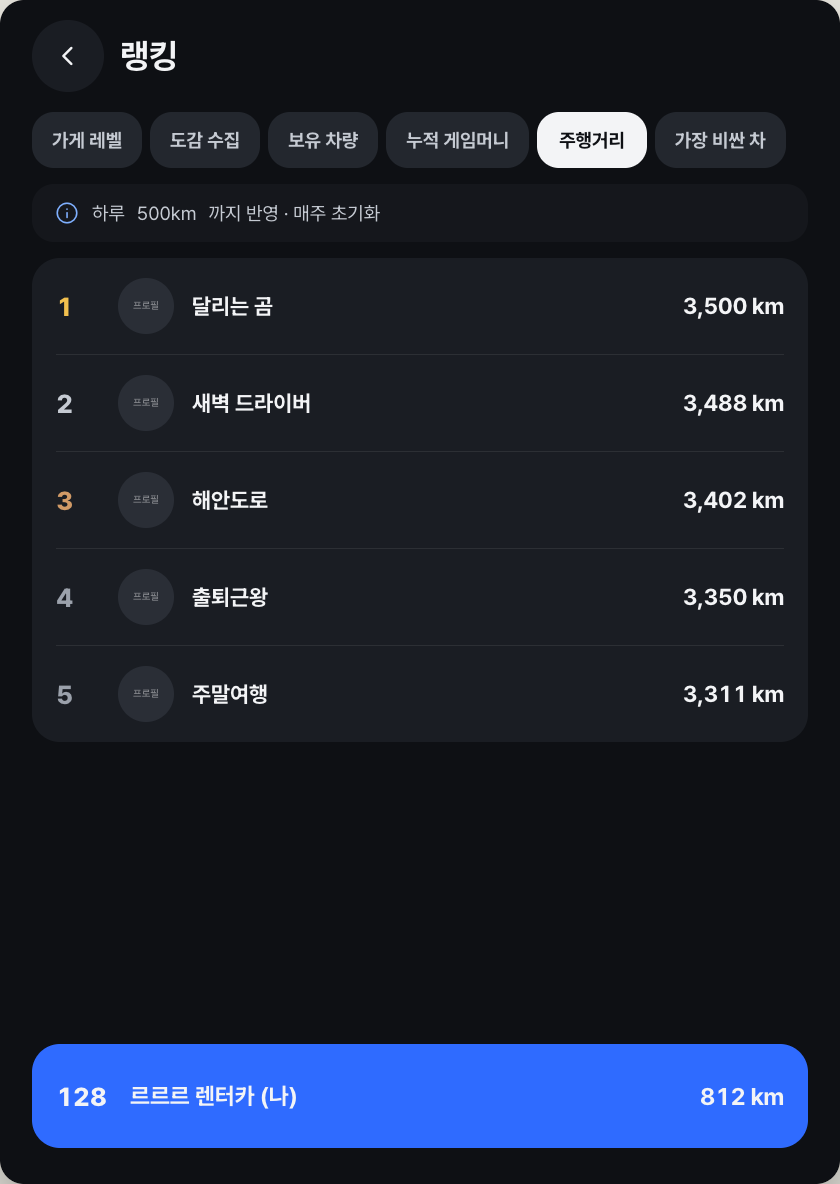 랭킹
가게 레벨 도감 수집 보유 차량 누적 게임머니 주행거리 가장 비싼 차
하루 500km 까지 반영 · 매주 초기화
1 프로필 달리는 곰 3,500 km
2 프로필 새벽 드라이버 3,488 km
3 프로필 해안도로 3,402 km
4 프로필 출퇴근왕 3,350 km
5 프로필 주말여행 3,311 km
128 르르르 렌터카 (나) 812 km